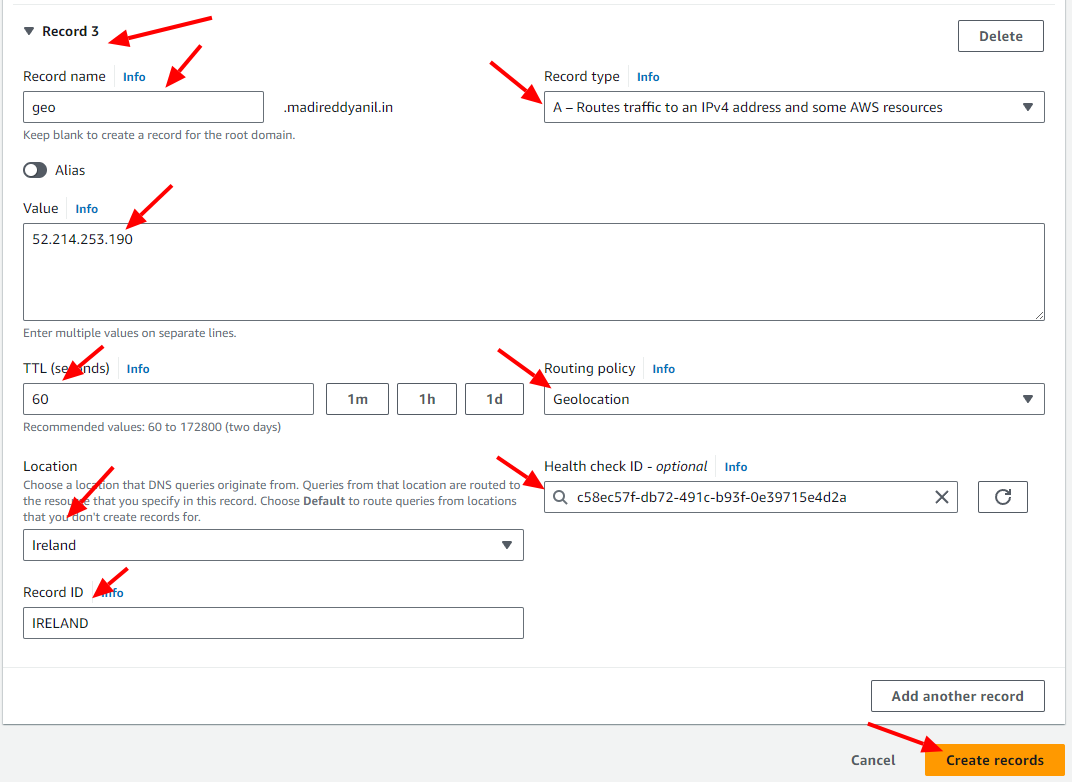 Record 3
Delete
Record name Info
geo
.madireddyanil.in
Keep blank to create a record for the root domain.
Record type Info
A – Routes traffic to an IPv4 address and some AWS resources
Alias
Value Info
52.214.253.190
Enter multiple values on separate lines.
TTL (seconds) Info
60
1m
1h
1d
Recommended values: 60 to 172800 (two days)
Routing policy Info
Geolocation
Location
Choose a location that DNS queries originate from. Queries from that location are routed to
the resource that you specify in this record. Choose Default to route queries from locations
that you don't create records for.
Ireland
Health check ID - optional Info
c58ec57f-db72-491c-b93f-0e39715e4d2a
Record ID Info
IRELAND
Add another record
Cancel
Create records